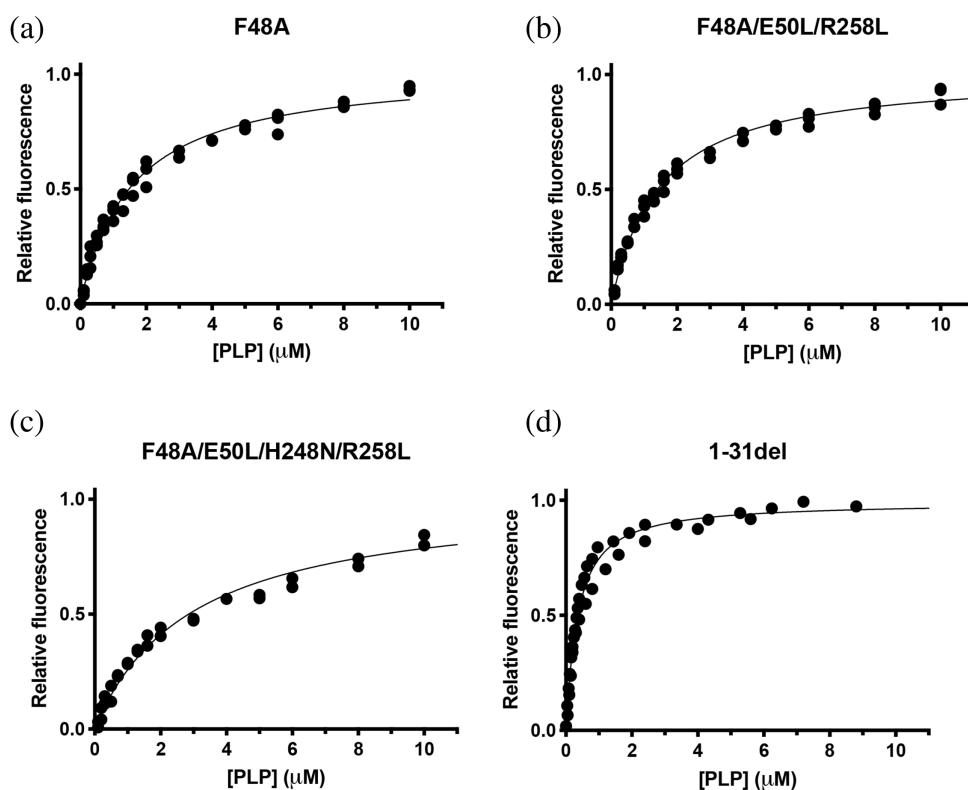 (a)
F48A
Relative fluorescence
1.0
0.5
0.0
0 2 4 6 8 10
[PLP] (μM)
(b)
F48A/E50L/R258L
Relative fluorescence
1.0
0.5
0.0
0 2 4 6 8 10
[PLP] (μM)
(c)
F48A/E50L/H248N/R258L
Relative fluorescence
1.0
0.5
0.0
0 2 4 6 8 10
[PLP] (μM)
(d)
1-31del
Relative fluorescence
1.0
0.5
0.0
0 2 4 6 8 10
[PLP] (μM)